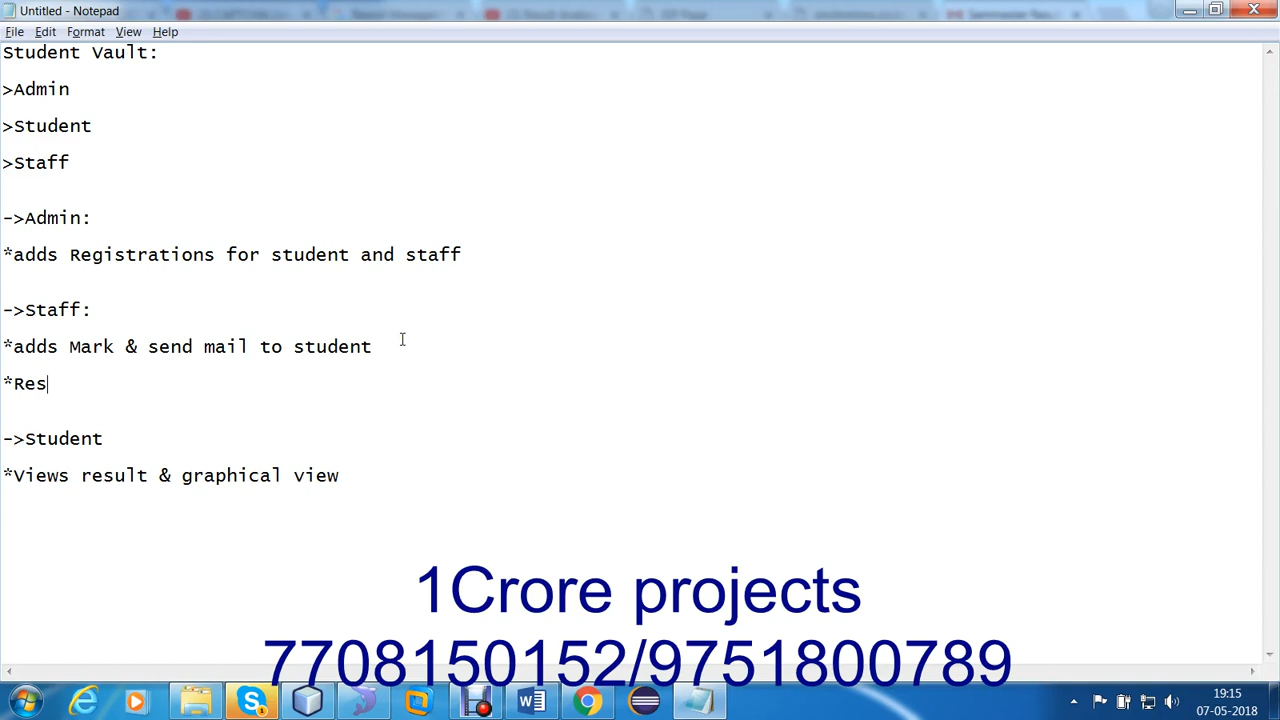 Untitled - Notepad
File Edit Format View Help
Student Vault:
>Admin
>Student
>Staff
->Admin:
*adds Registrations for student and staff
->Staff:
*adds Mark & send mail to student
*Res
->Student
*Views result & graphical view
1Crore projects
7708150152/9751800789
19:15
07-05-2018